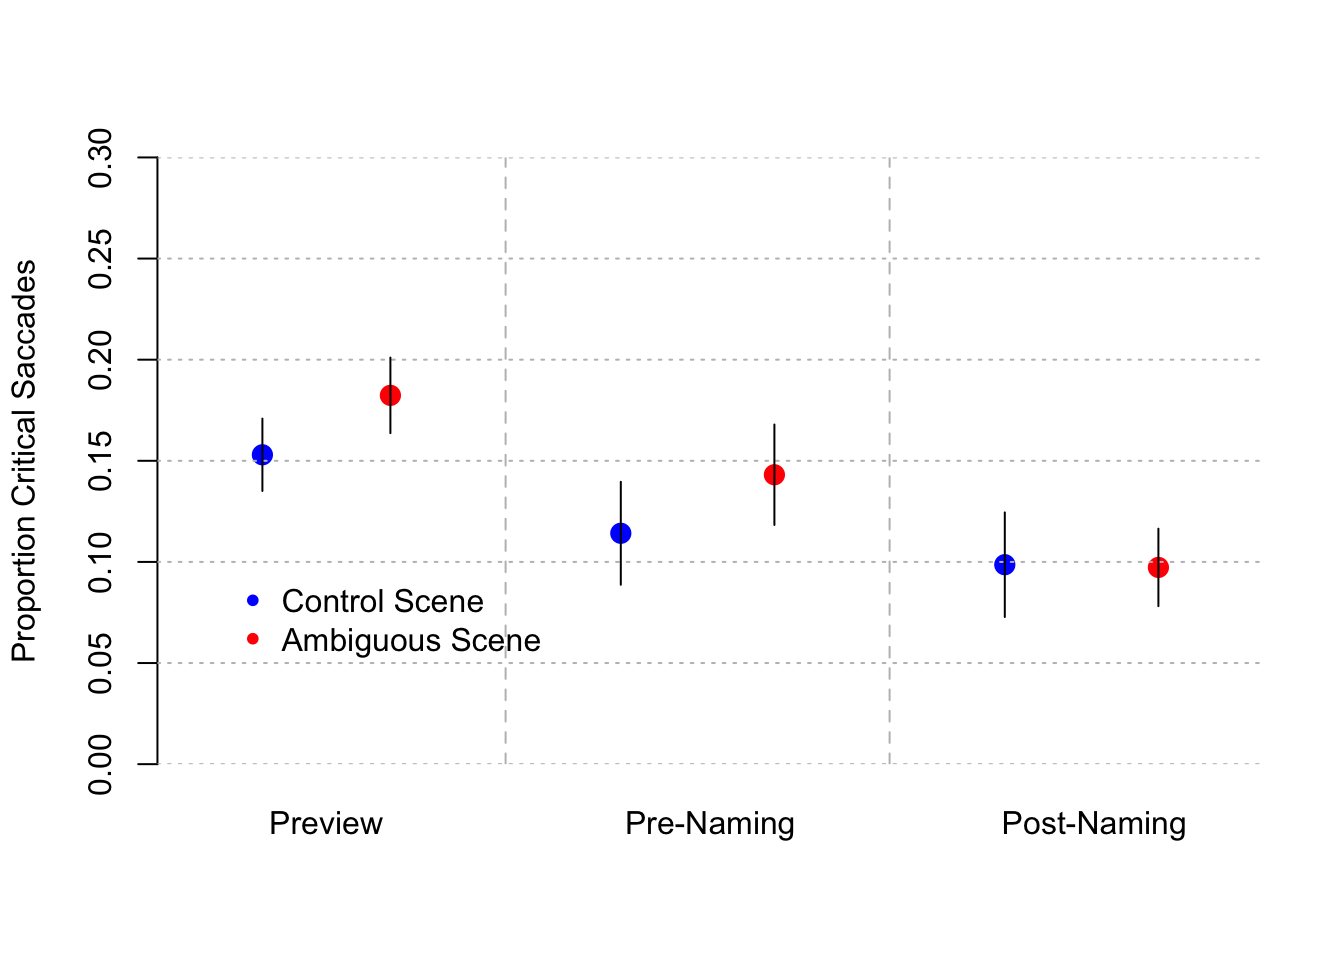 Proportion Critical Saccades
0.30
0.25
0.20
0.15
0.10
0.05
0.00
Control Scene
Ambiguous Scene
Preview
Pre-Naming
Post-Naming